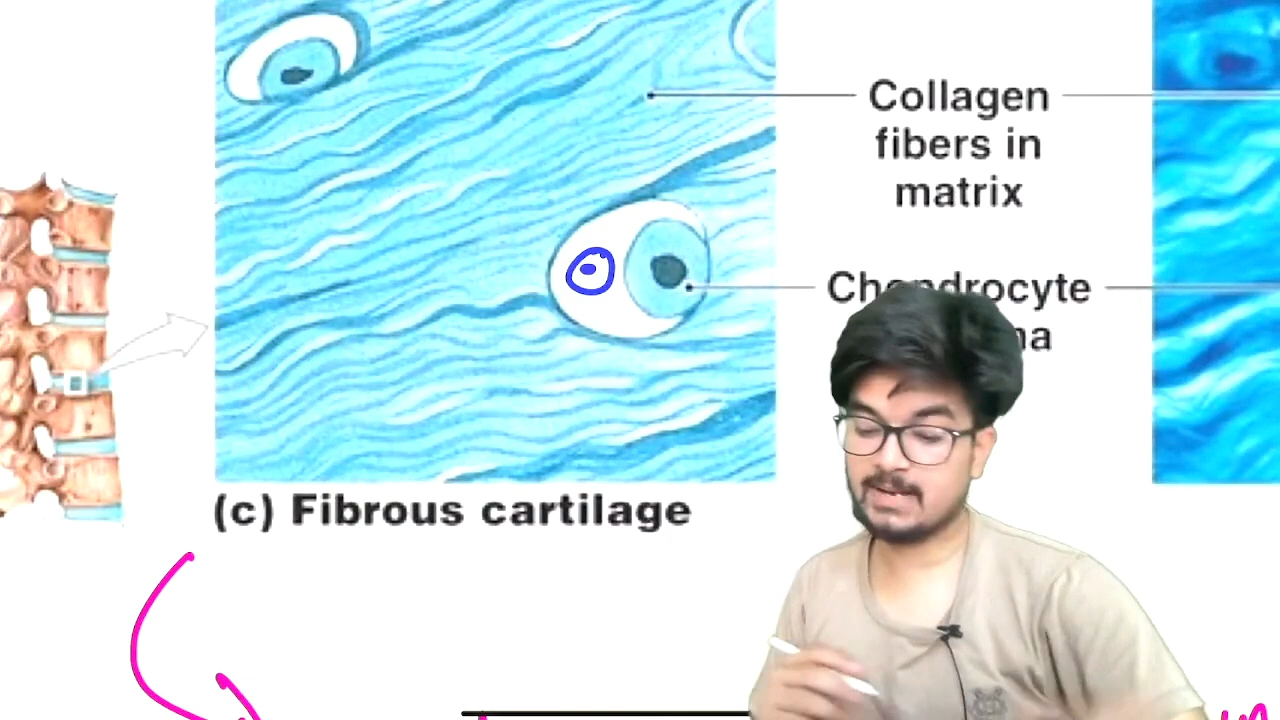 Collagen
fibers in
matrix
Chondrocyte
(c) Fibrous cartilage